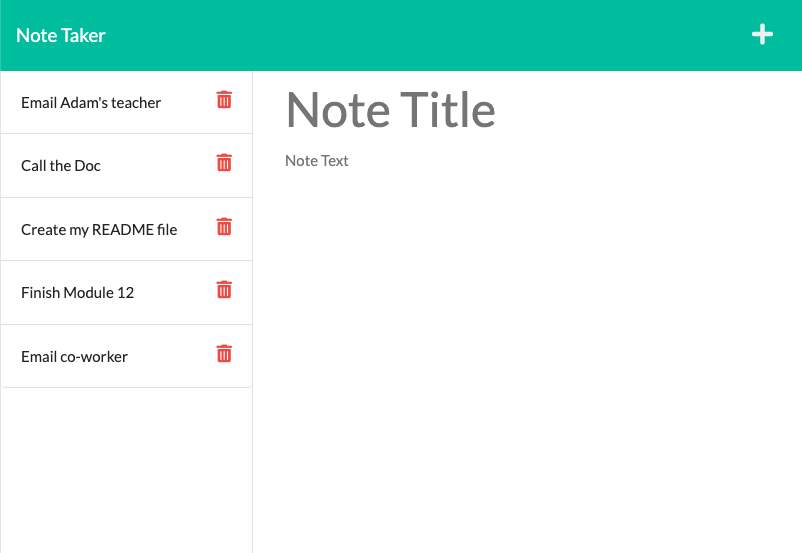 Note Taker
Email Adam's teacher
Call the Doc
Create my README file
Finish Module 12
Email co-worker
Note Title
Note Text